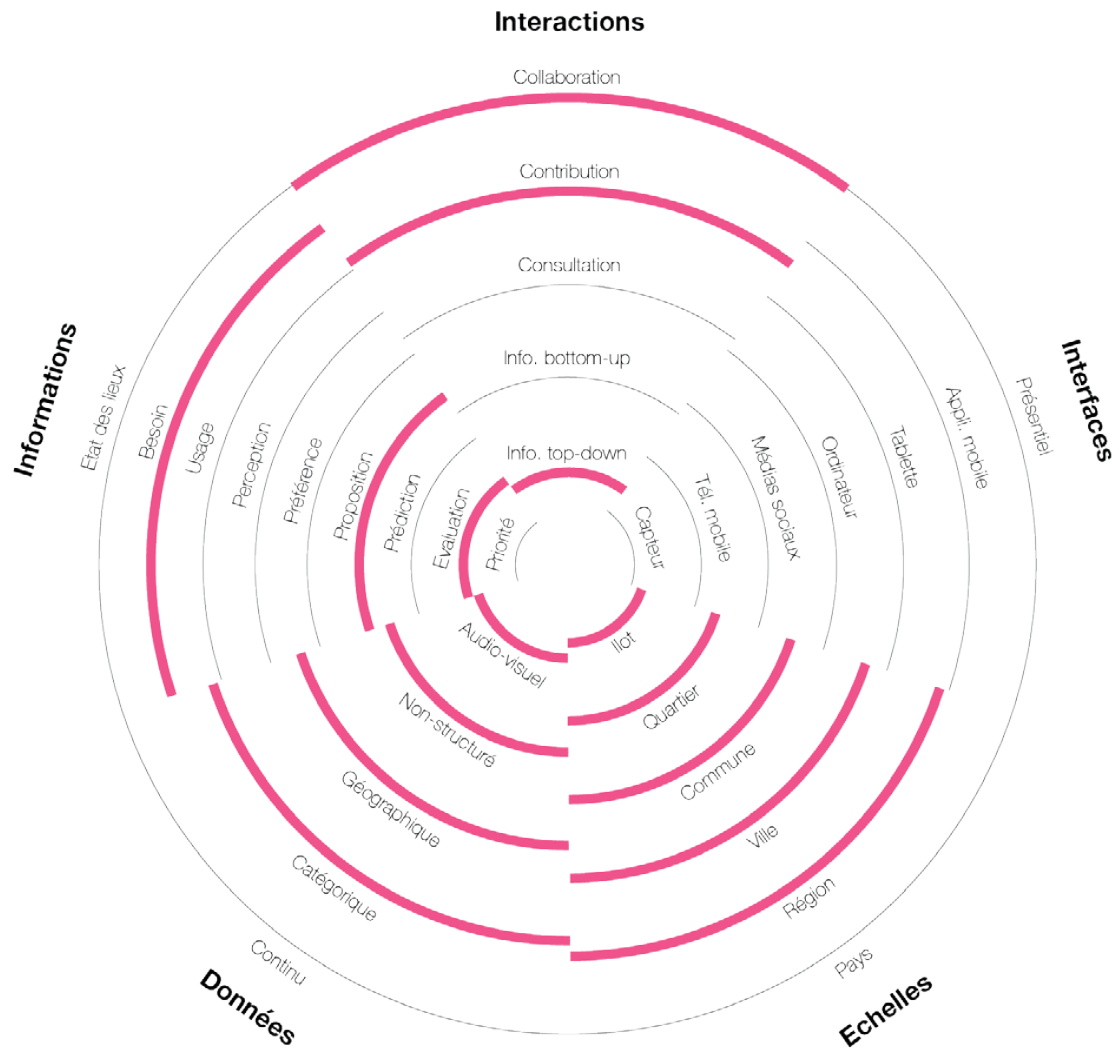 Interactions
Collaboration
Contribution
Consultation
Info. bottom-up
Info. top-down
Informations
Etat des lieux
Besoin
Usage
Perception
Préférence
Proposition
Prédiction
Evaluation
Priorité
Interfaces
Présentiel
Appli. mobile
Tablette
Ordinateur
Médias sociaux
Tél. mobile
Capteur
Données
Audio-visuel
Non-structuré
Géographique
Catégorique
Continu
Echelles
Ilot
Quartier
Commune
Ville
Région
Pays